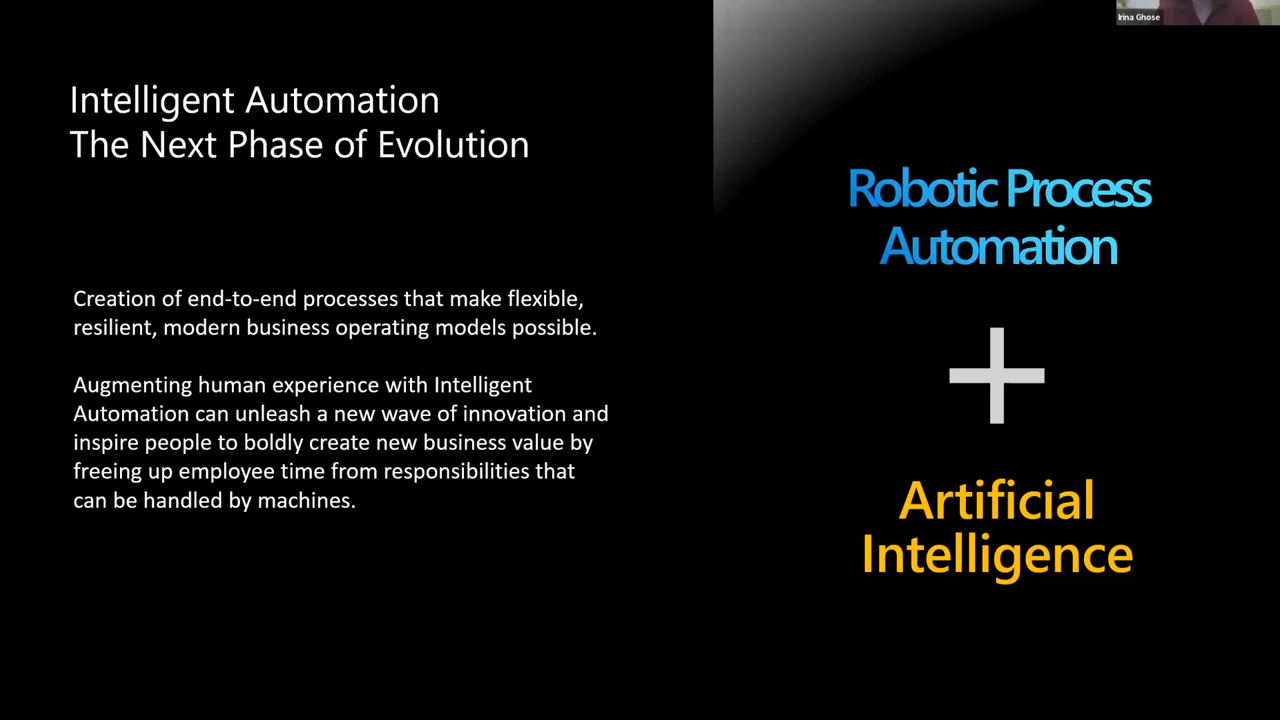 Irina Ghose
Intelligent Automation
The Next Phase of Evolution
Creation of end-to-end processes that make flexible,
resilient, modern business operating models possible.
Augmenting human experience with Intelligent
Automation can unleash a new wave of innovation and
inspire people to boldly create new business value by
freeing up employee time from responsibilities that
can be handled by machines.
Robotic Process
Automation
+
Artificial
Intelligence